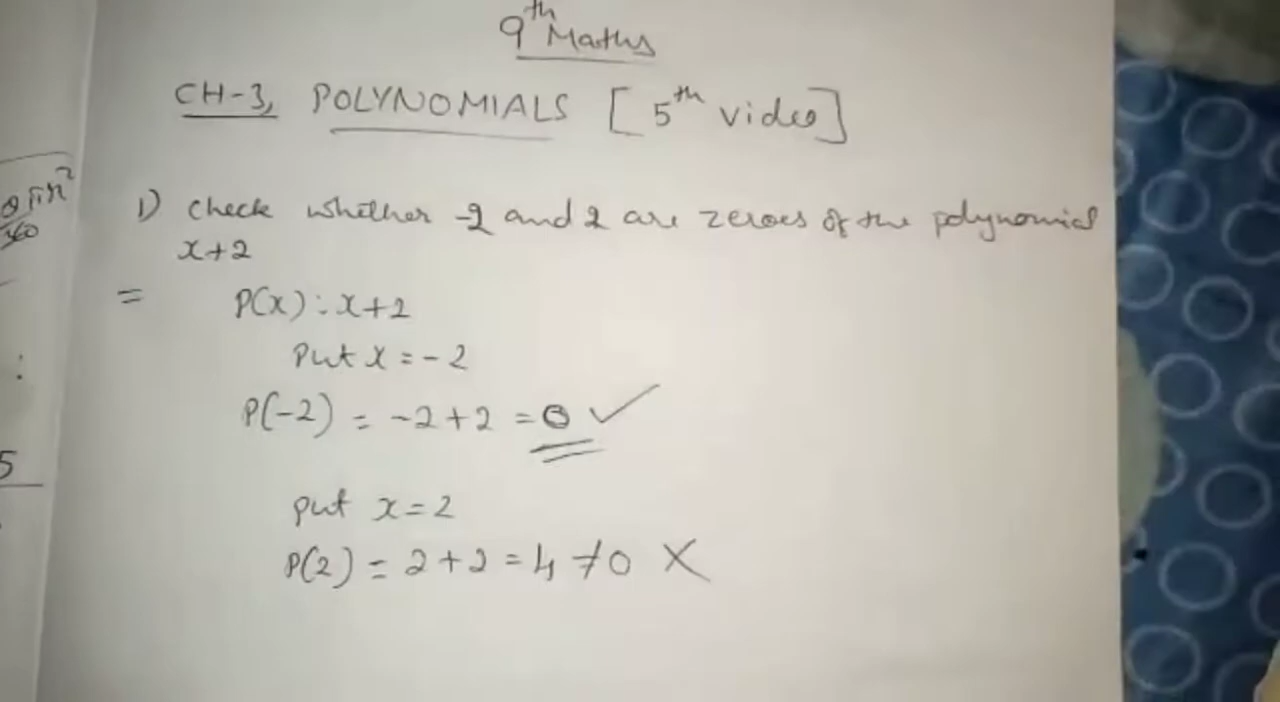 9th Maths
CH-3, POLYNOMIALS [5th video]
1) check whether -2 and 2 are zeroes of the polynomial
x+2
= P(x) = x+2
Put x = -2
P(-2) = -2+2 = 0 ✓
put x = 2
P(2) = 2+2 = 4 ≠0 X
5